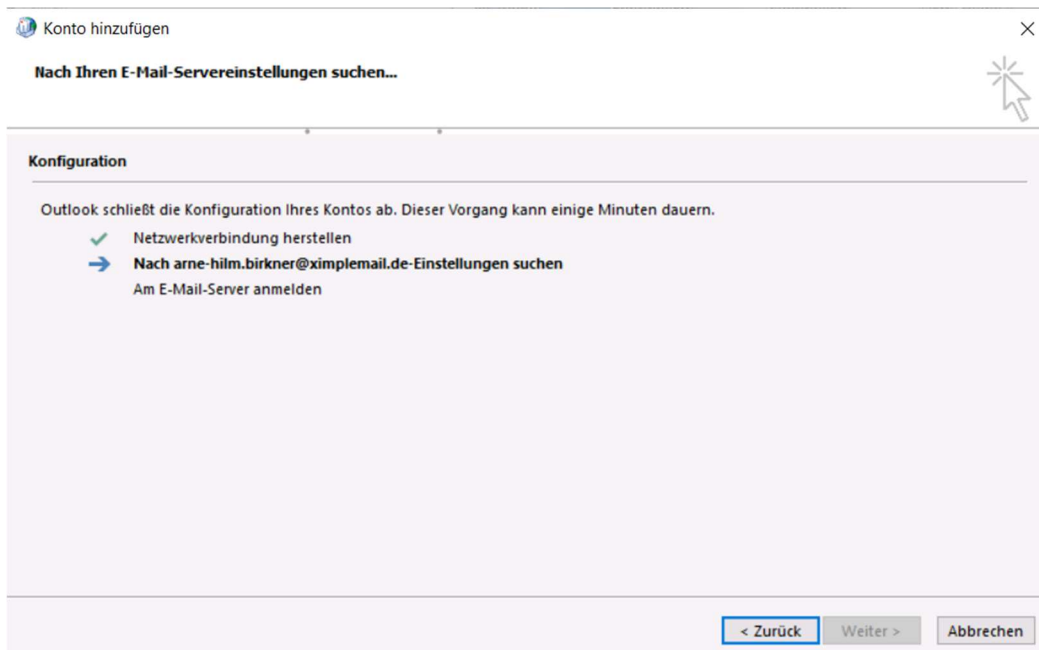 Konto hinzufügen
Nach Ihren E-Mail-Servereinstellungen suchen...
Konfiguration
Outlook schließt die Konfiguration Ihres Kontos ab. Dieser Vorgang kann einige Minuten dauern.
Netzwerkverbindung herstellen
Nach arne-hilm.birkner@ximplemail.de-Einstellungen suchen
Am E-Mail-Server anmelden
< Zurück Weiter > Abbrechen